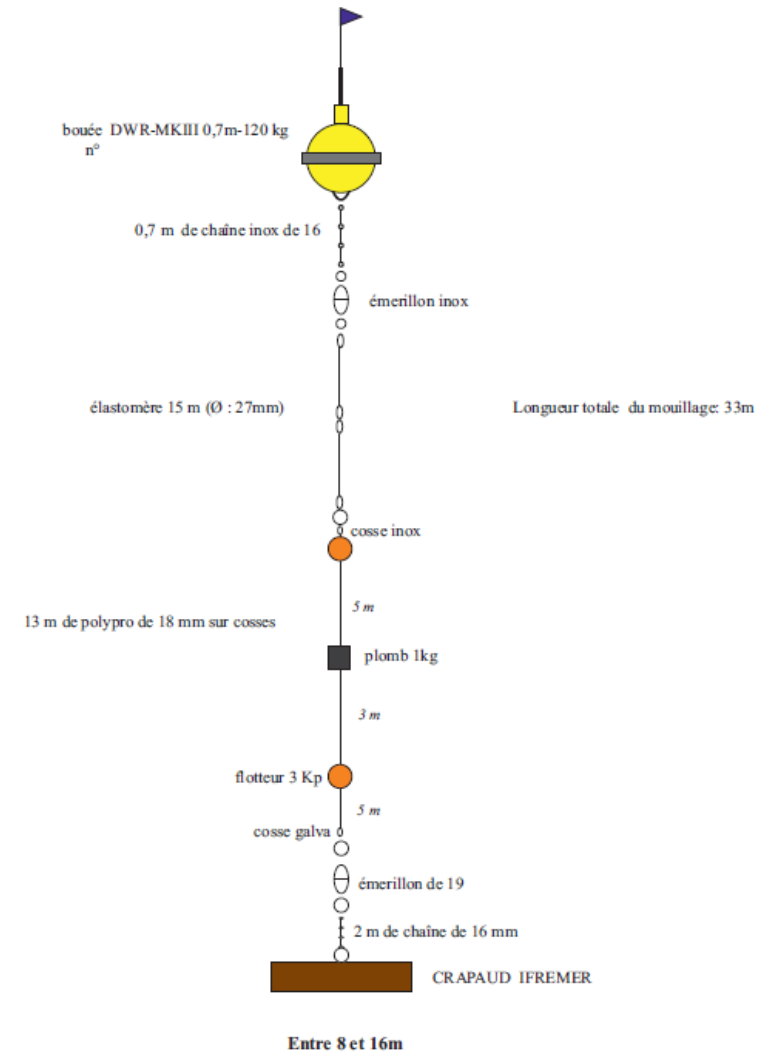 bouée DWR-MKIII 0,7m-120 kg
n°
0,7 m de chaîne inox de 16
émerillon inox
élastomère 15 m (Ø : 27mm)
Longueur totale du mouillage: 33m
cosse inox
5 m
13 m de polypro de 18 mm sur cosses
plomb 1kg
3 m
flotteur 3 Kp
5 m
cosse galva
émerillon de 19
2 m de chaîne de 16 mm
CRAPAUD IFREMER
Entre 8 et 16m